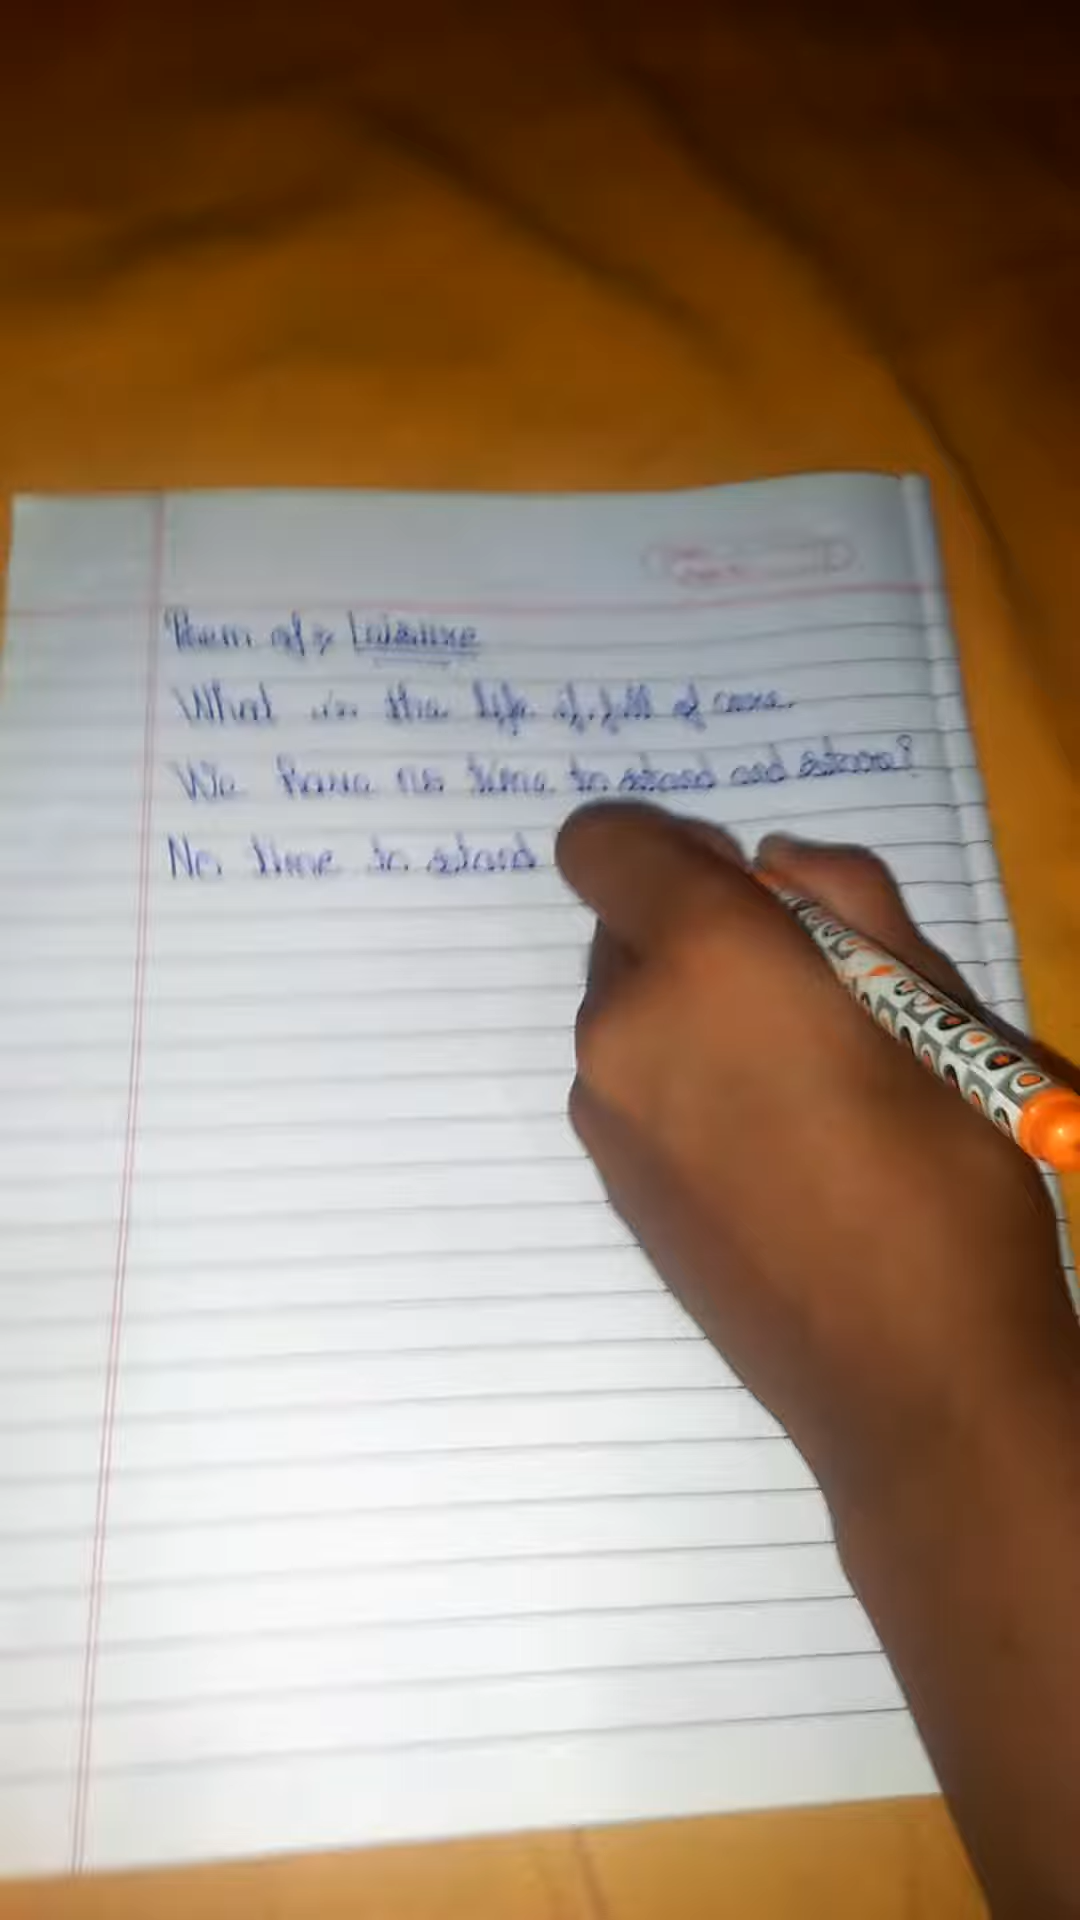 Poem of:- Leisure
What is the life if full of care.
We have no time to stand and stare?
No time to stand